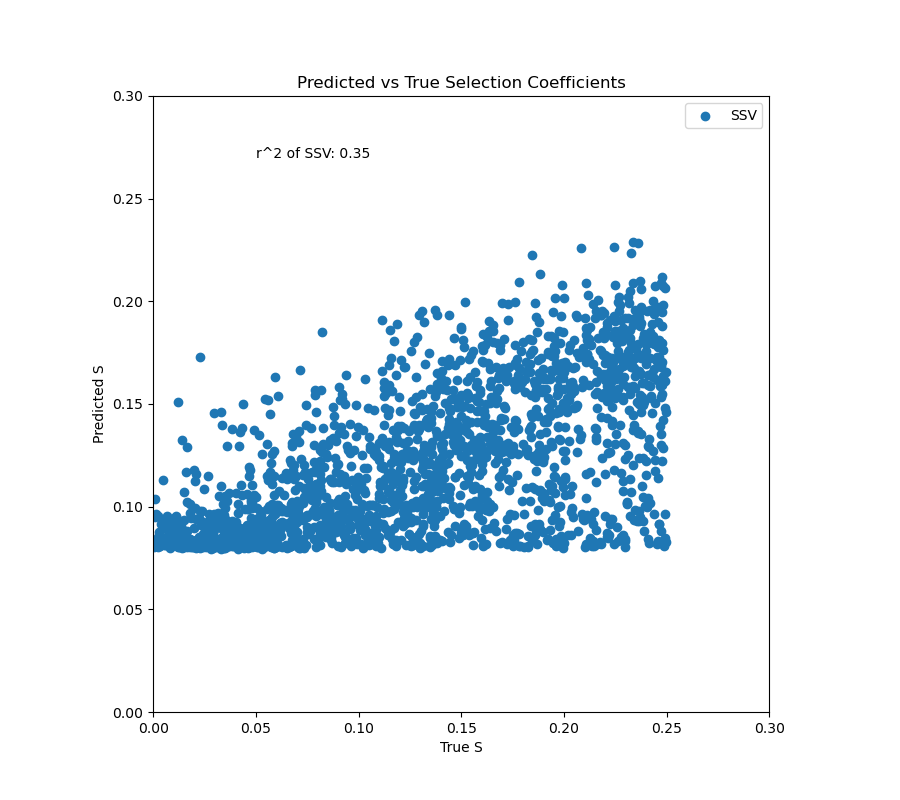 Predicted vs True Selection Coefficients
0.30
SSV
r^2 of SSV: 0.35
0.25
0.20
0.15
Predicted S
0.10
0.05
0.00
0.00 0.05 0.10 0.15 0.20 0.25 0.30
True S